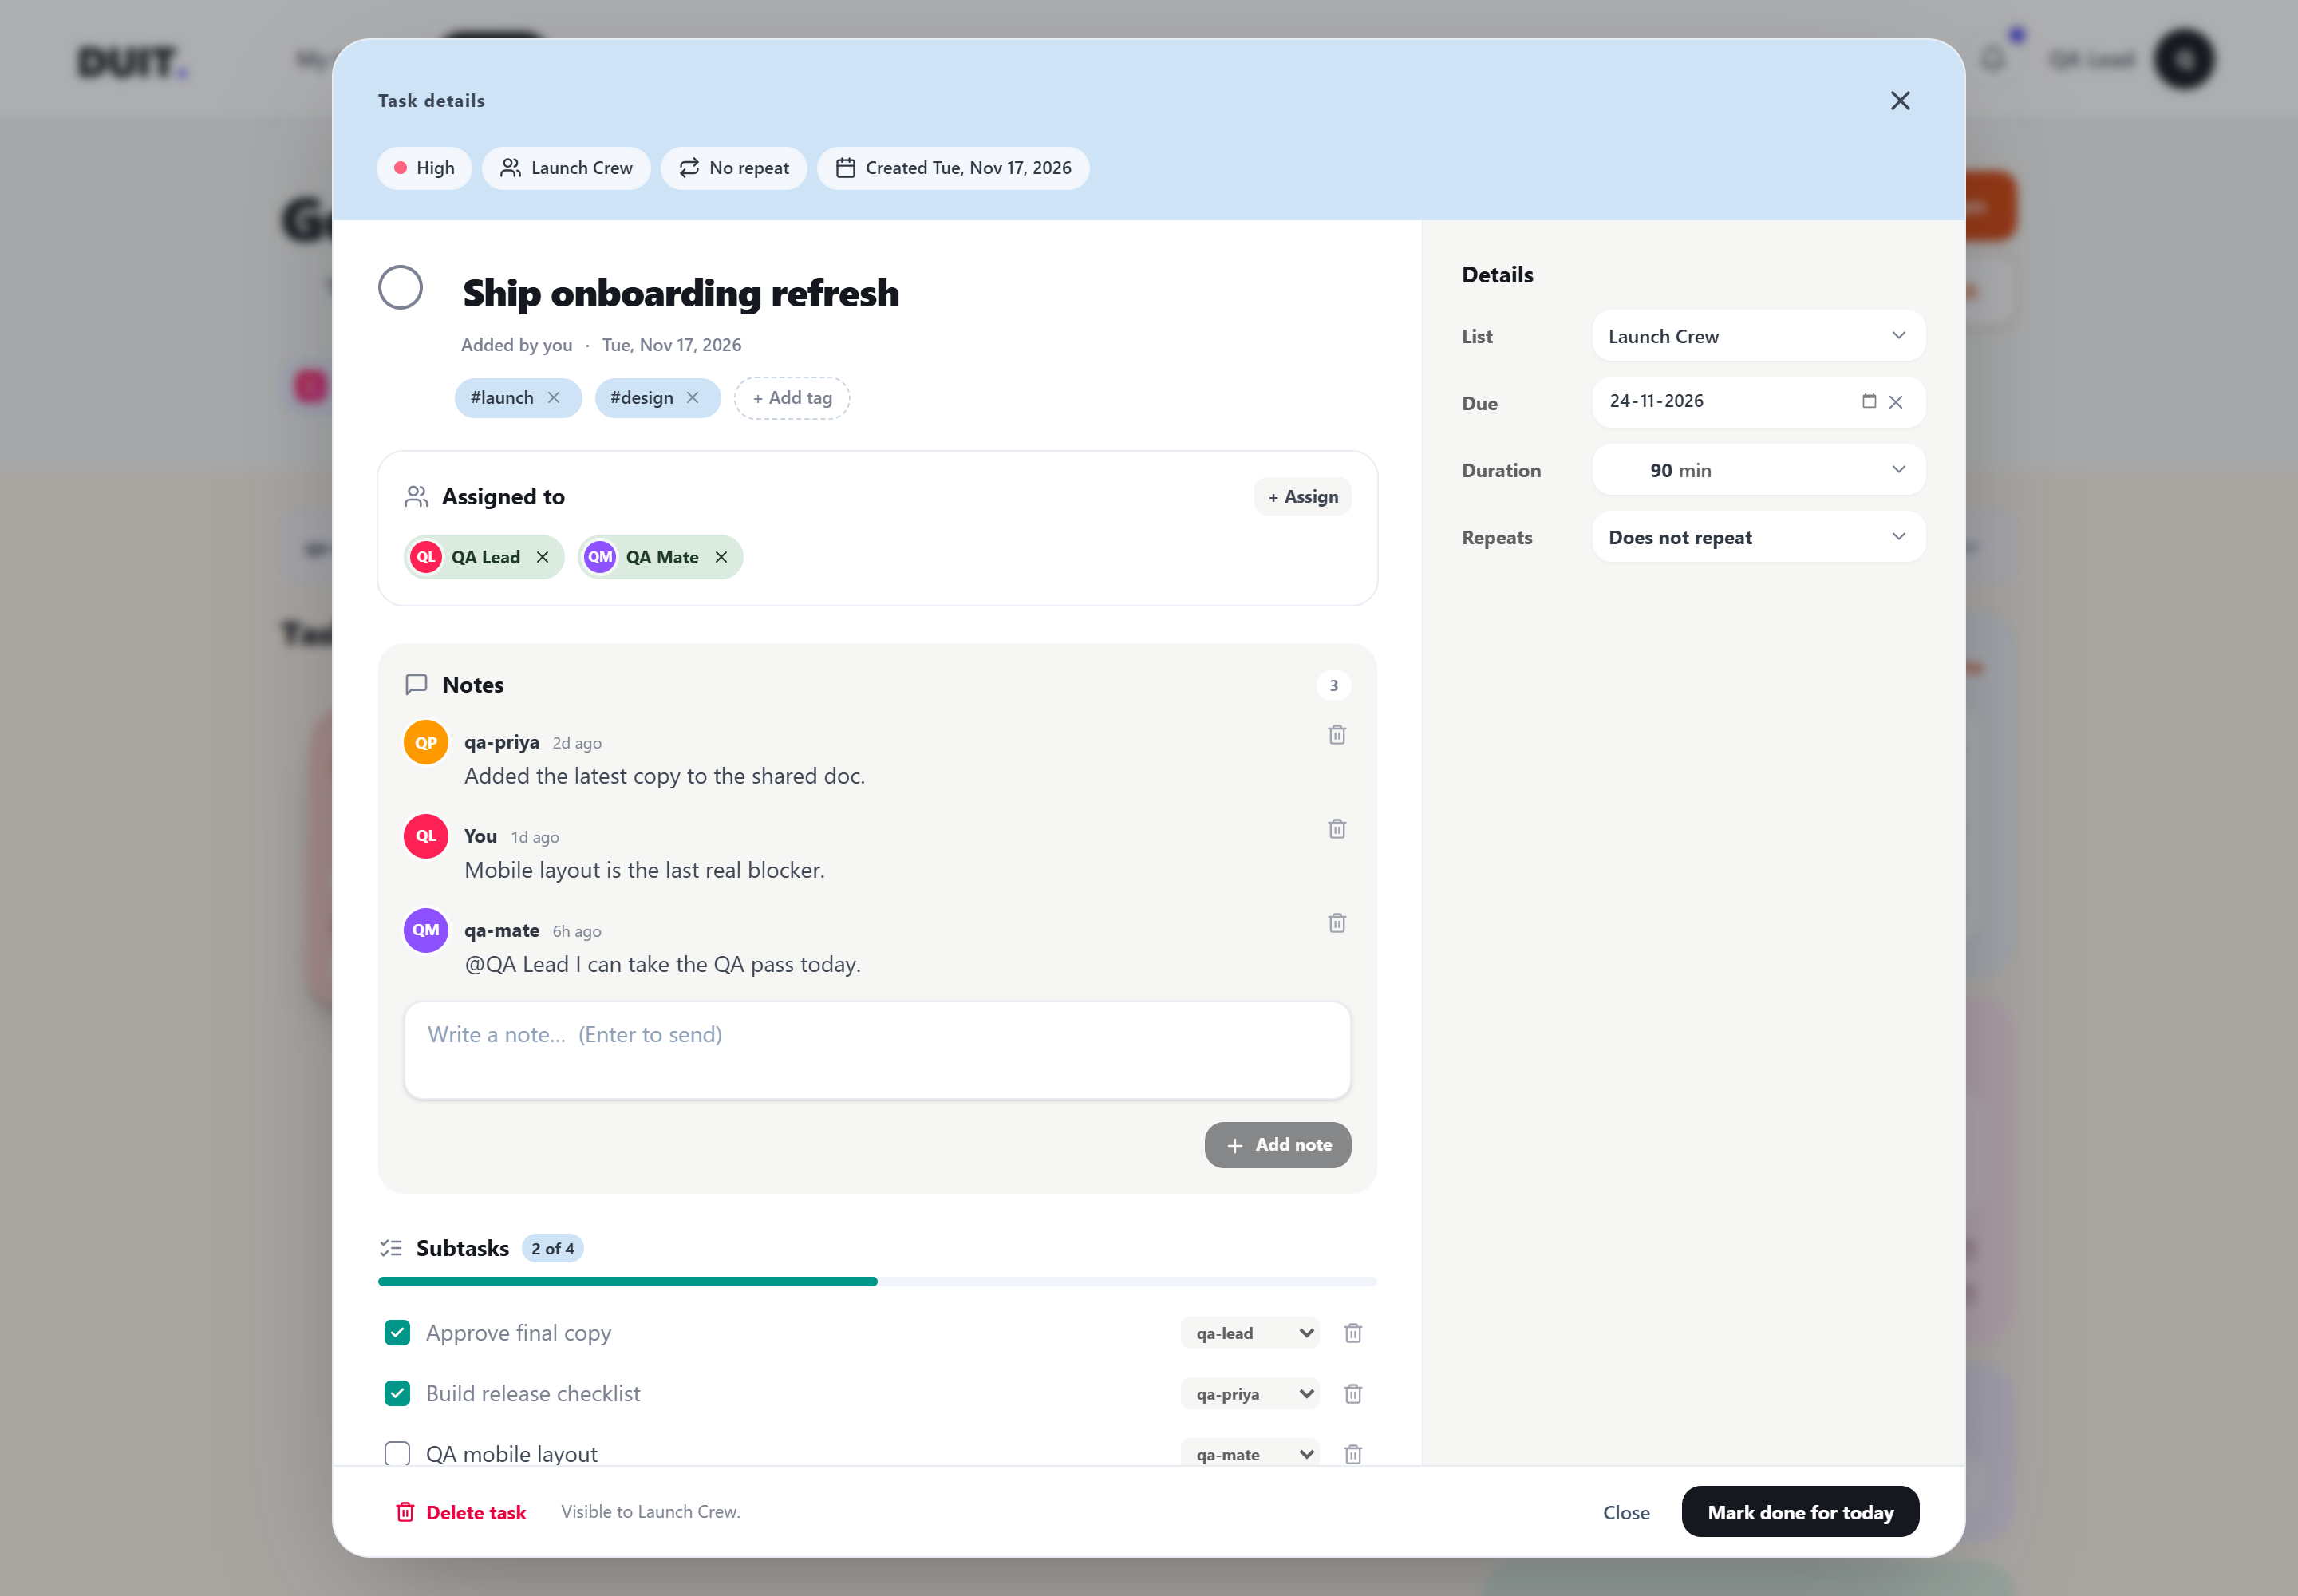 DUIT.
QA Lead
Q
Task details
High
Launch Crew
No repeat
Created Tue, Nov 17, 2026
Ship onboarding refresh
Added by you · Tue, Nov 17, 2026
#launch
#design
+ Add tag
Assigned to
+ Assign
QL QA Lead
QM QA Mate
Notes
3
QP qa-priya 2d ago
Added the latest copy to the shared doc.
QL You 1d ago
Mobile layout is the last real blocker.
QM qa-mate 6h ago
@QA Lead I can take the QA pass today.
Write a note... (Enter to send)
+ Add note
Subtasks 2 of 4
Approve final copy qa-lead
Build release checklist qa-priya
QA mobile layout qa-mate
Details
List Launch Crew
Due 24-11-2026
Duration 90 min
Repeats Does not repeat
Delete task
Visible to Launch Crew.
Close
Mark done for today